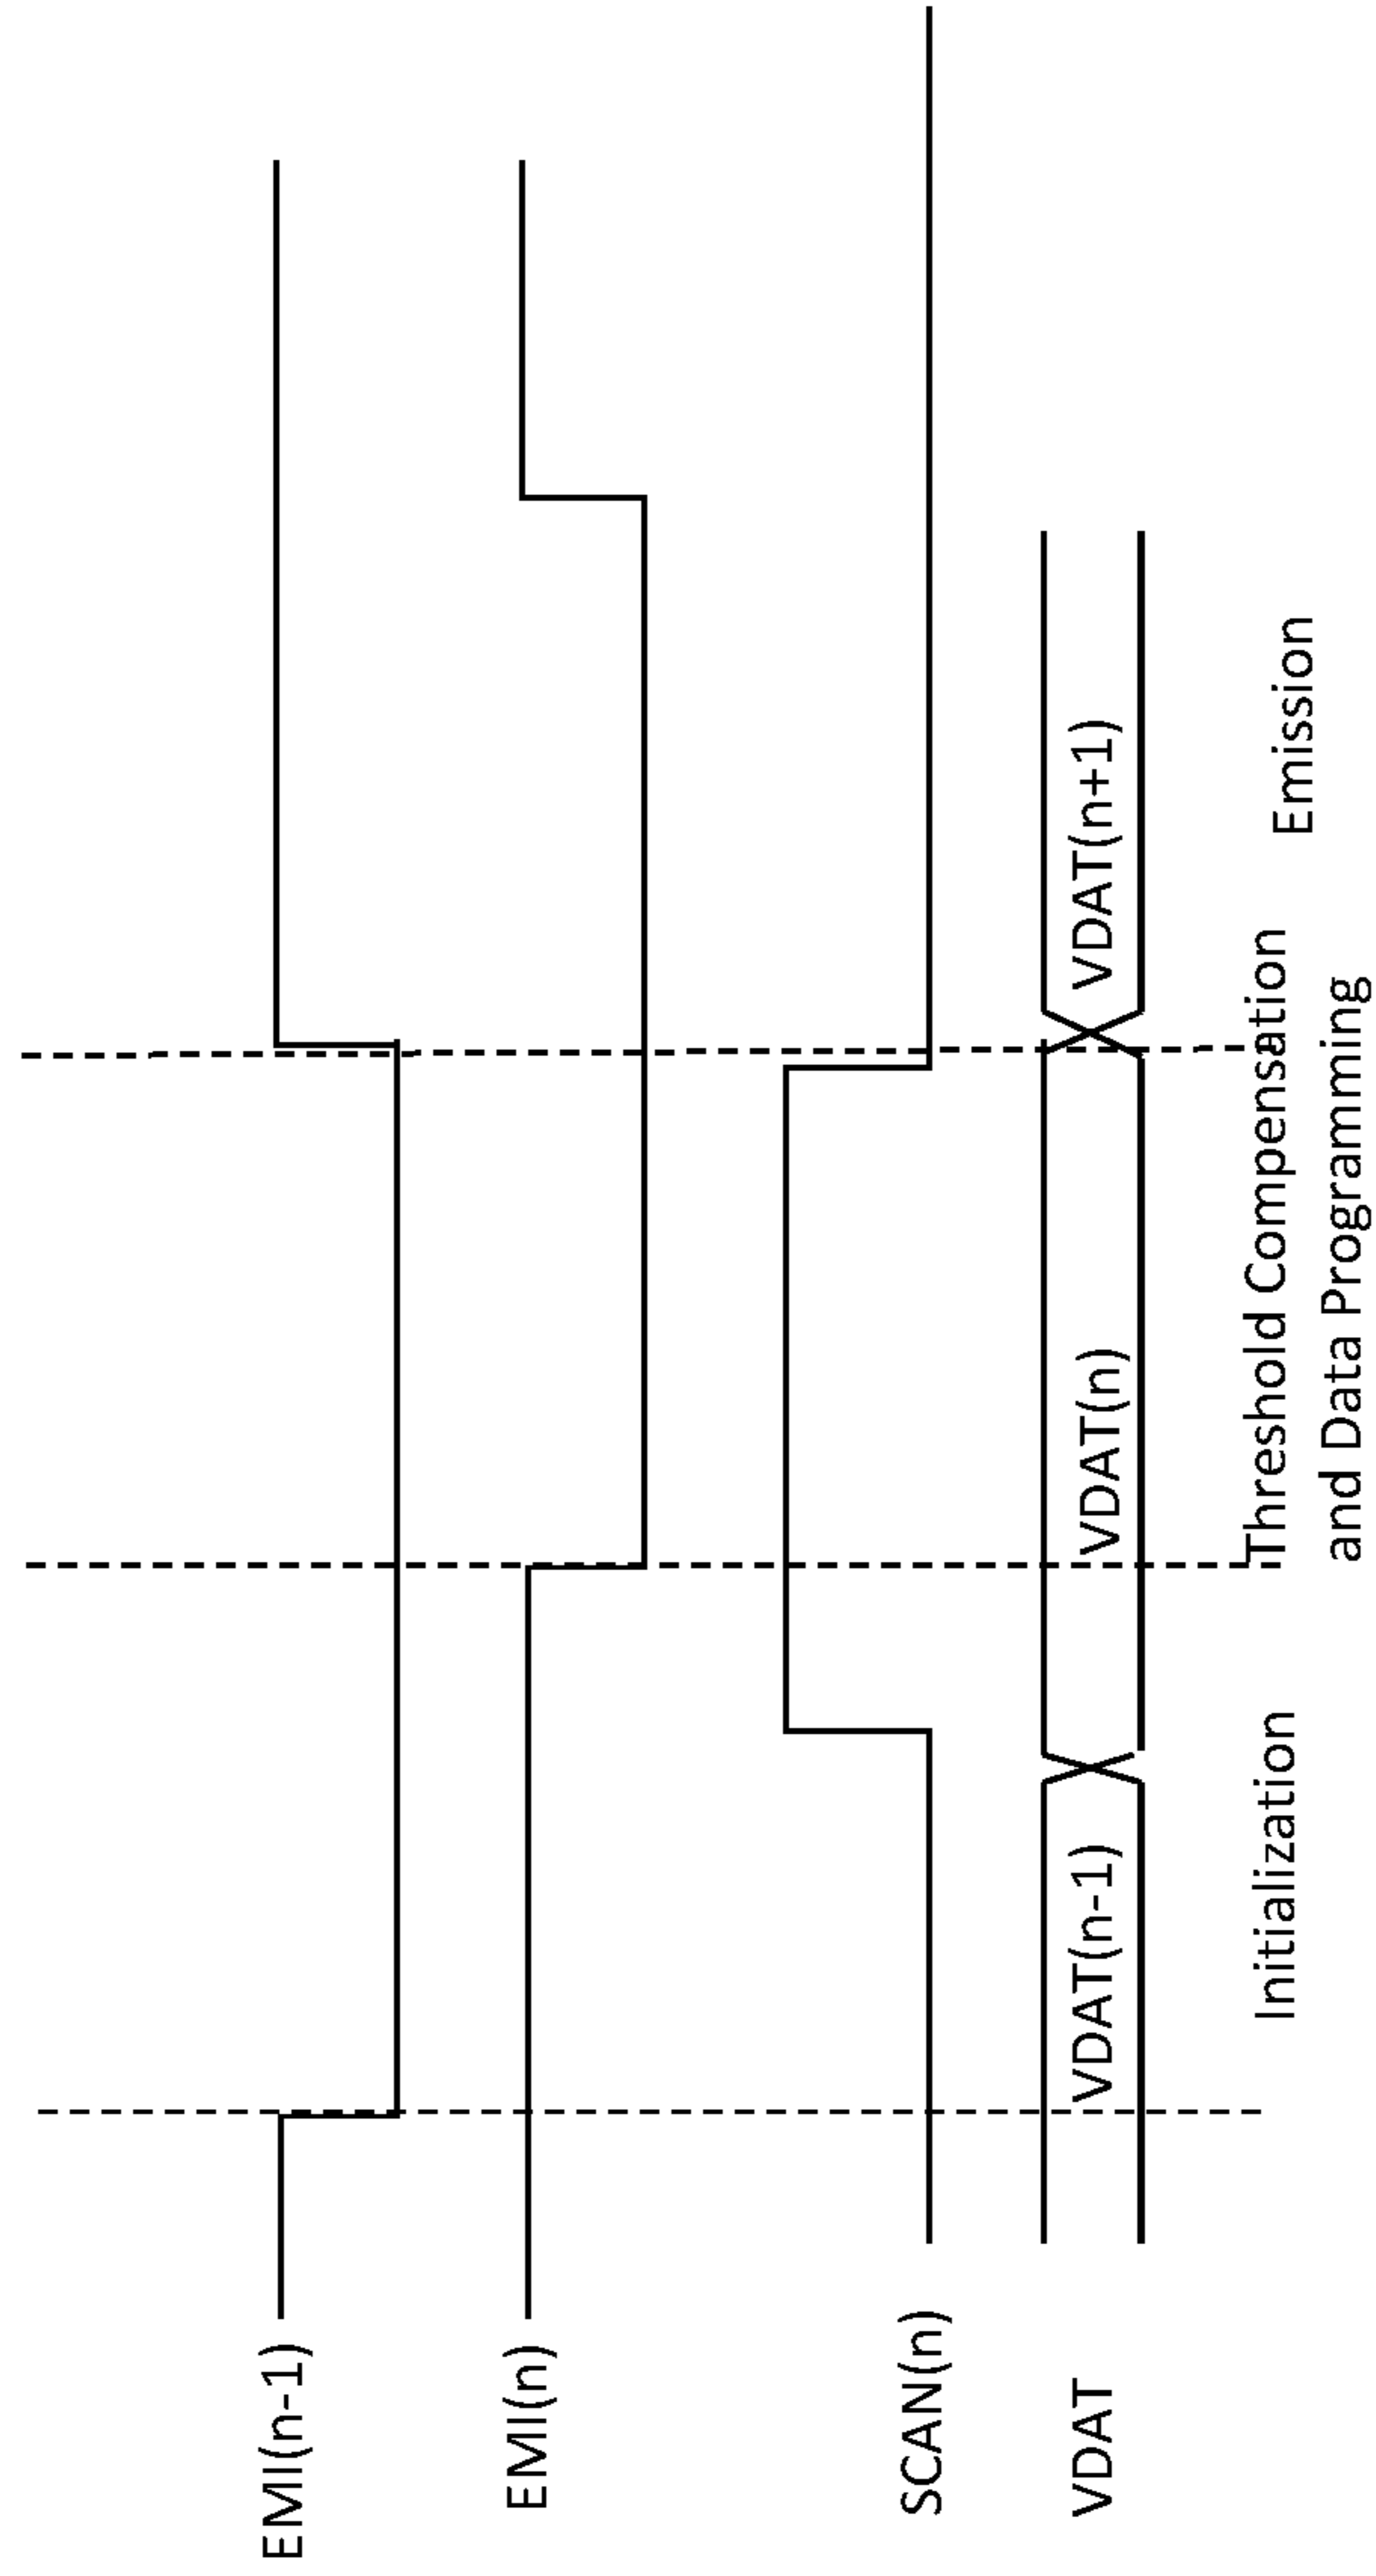 EMI(n-1)
EMI(n)
SCAN(n)
VDAT
VDAT(n-1)
VDAT(n)
VDAT(n+1)
Initialization
Threshold Compensation
and Data Programming
Emission